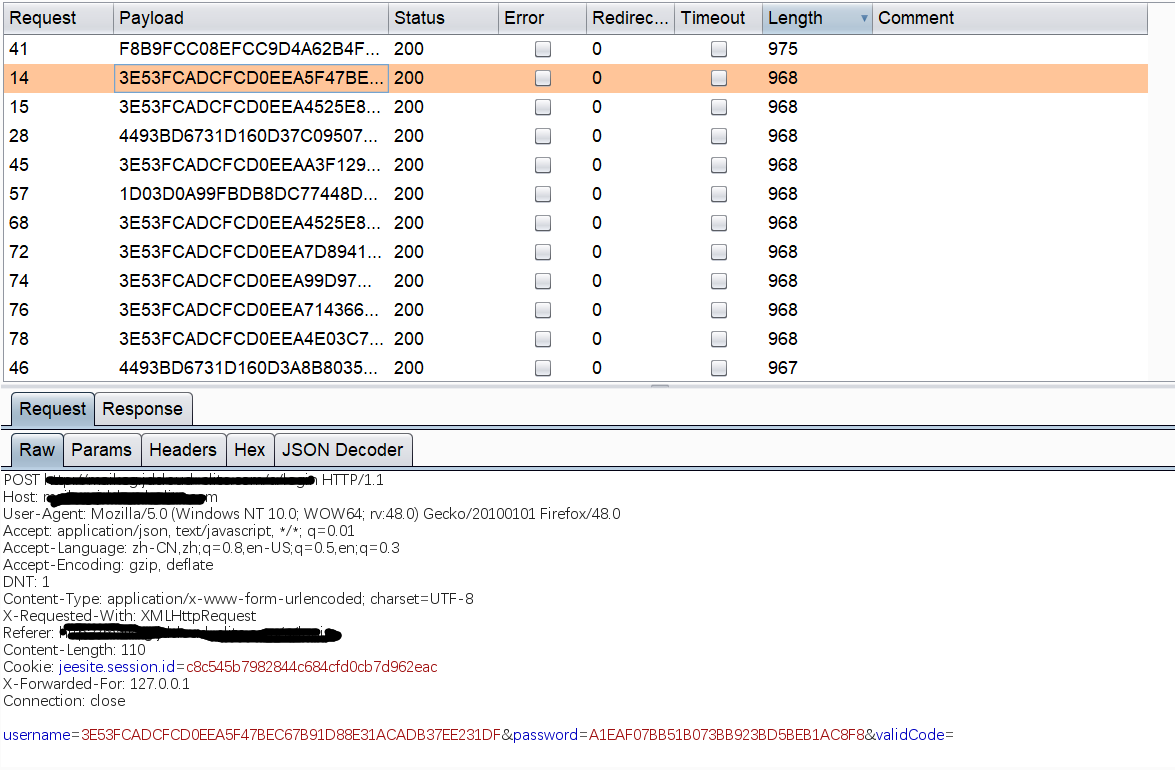 Request Payload Status Error Redirec... Timeout Length Comment
41 F8B9FCC08EFCC9D4A62B4F... 200 0 975
14 3E53FCADCFCD0EEA5F47BE... 200 0 968
15 3E53FCADCFCD0EEA4525E8... 200 0 968
28 4493BD6731D160D37C09507... 200 0 968
45 3E53FCADCFCD0EEAA3F129... 200 0 968
57 1D03D0A99FBDB8DC77448D... 200 0 968
68 3E53FCADCFCD0EEA4525E8... 200 0 968
72 3E53FCADCFCD0EEA7D8941... 200 0 968
74 3E53FCADCFCD0EEA99D97... 200 0 968
76 3E53FCADCFCD0EEA714366... 200 0 968
78 3E53FCADCFCD0EEA4E03C7... 200 0 968
46 4493BD6731D160D3A8B8035... 200 0 967
Request Response
Raw Params Headers Hex JSON Decoder
POST HTTP/1.1
Host:
User-Agent: Mozilla/5.0 (Windows NT 10.0; WOW64; rv:48.0) Gecko/20100101 Firefox/48.0
Accept: application/json, text/javascript, */*; q=0.01
Accept-Language: zh-CN,zh;q=0.8,en-US;q=0.5,en;q=0.3
Accept-Encoding: gzip, deflate
DNT: 1
Content-Type: application/x-www-form-urlencoded; charset=UTF-8
X-Requested-With: XMLHttpRequest
Referer:
Content-Length: 110
Cookie: jeesite.session.id=c8c545b7982844c684cfd0cb7d962eac
X-Forwarded-For: 127.0.0.1
Connection: close
username=3E53FCADCFCD0EEA5F47BEC67B91D88E31ACADB37EE231DF&password=A1EAF07BB51B073BB923BD5BEB1AC8F8&validCode=